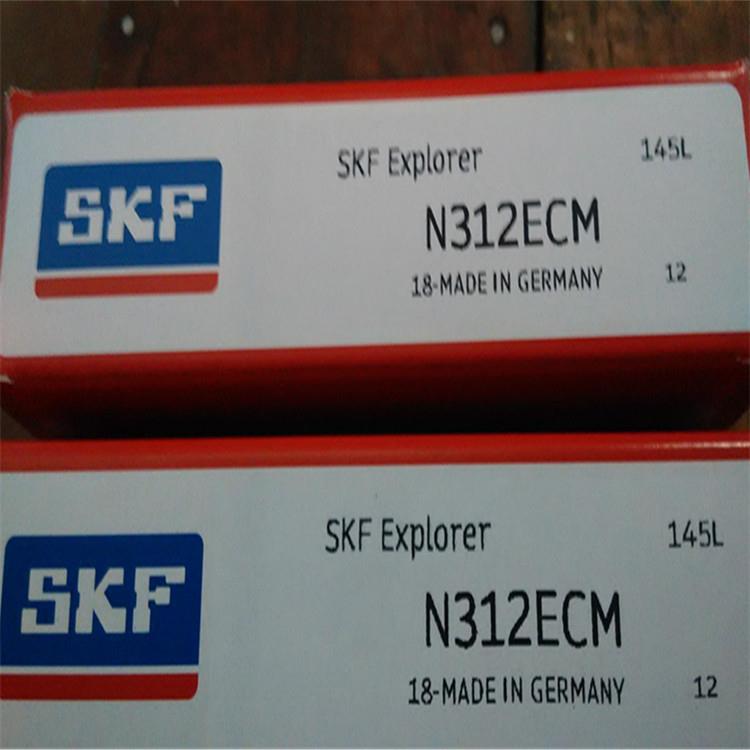 SKF
SKF Explorer 145L
N312ECM
18-MADE IN GERMANY 12
SKF
SKF Explorer 145L
N312ECM
18-MADE IN GERMANY 12